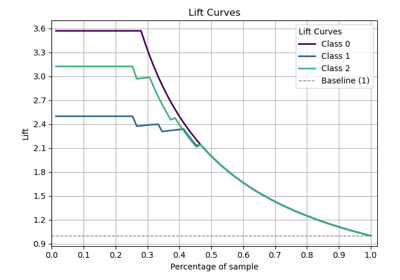 Lift Curves
Lift Curves
Class 0
Class 1
Class 2
Baseline (1)
3.6
3.3
3.0
2.7
2.4
2.1
1.8
1.5
1.2
0.9
Lift
0.0 0.1 0.2 0.3 0.4 0.5 0.6 0.7 0.8 0.9 1.0
Percentage of sample